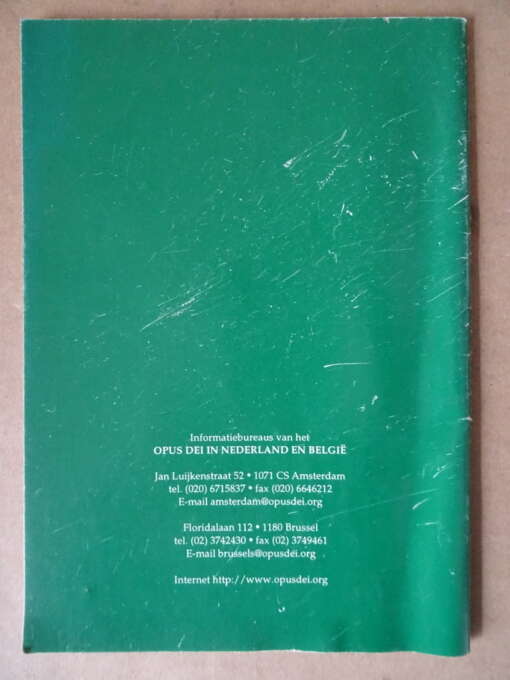 Informatiebureaus van het
OPUS DEI IN NEDERLAND EN BELGIË
Jan Luijkenstraat 52 • 1071 CS Amsterdam
tel. (020) 6715837 • fax (020) 6646212
E-mail amsterdam@opusdei.org
Floridalaan 112 • 1180 Brussel
tel. (02) 3742430 • fax (02) 3749461
E-mail brussels@opusdei.org
Internet http://www.opusdei.org